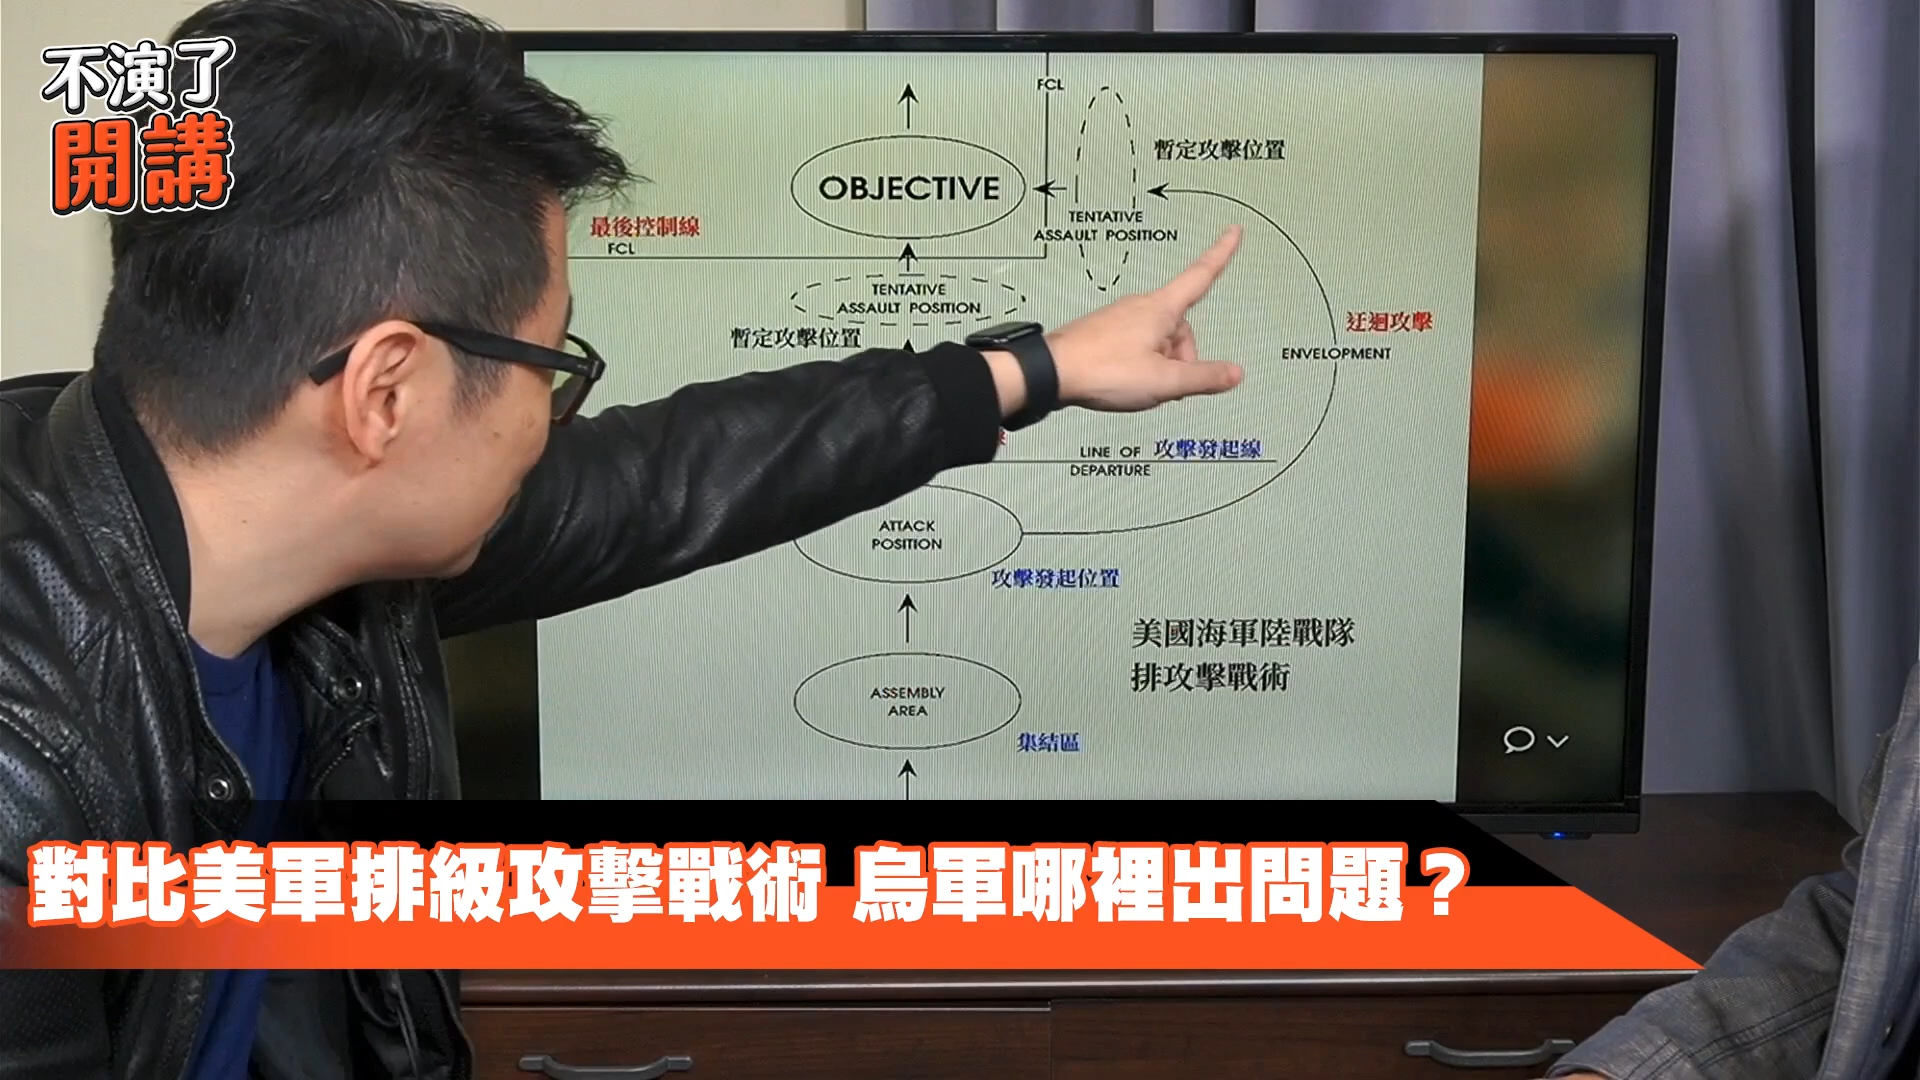 不演了
開講
FCL
暫定攻擊位置
OBJECTIVE
TENTATIVE
ASSAULT POSITION
最後控制線
FCL
TENTATIVE
ASSAULT POSITION
暫定攻擊位置
迂迴攻擊
ENVELOPMENT
LINE OF
DEPARTURE
攻擊發起線
ATTACK
POSITION
攻擊發起位置
美國海軍陸戰隊
排攻擊戰術
ASSEMBLY
AREA
集結區
對比美軍排級攻擊戰術 烏軍哪裡出問題？